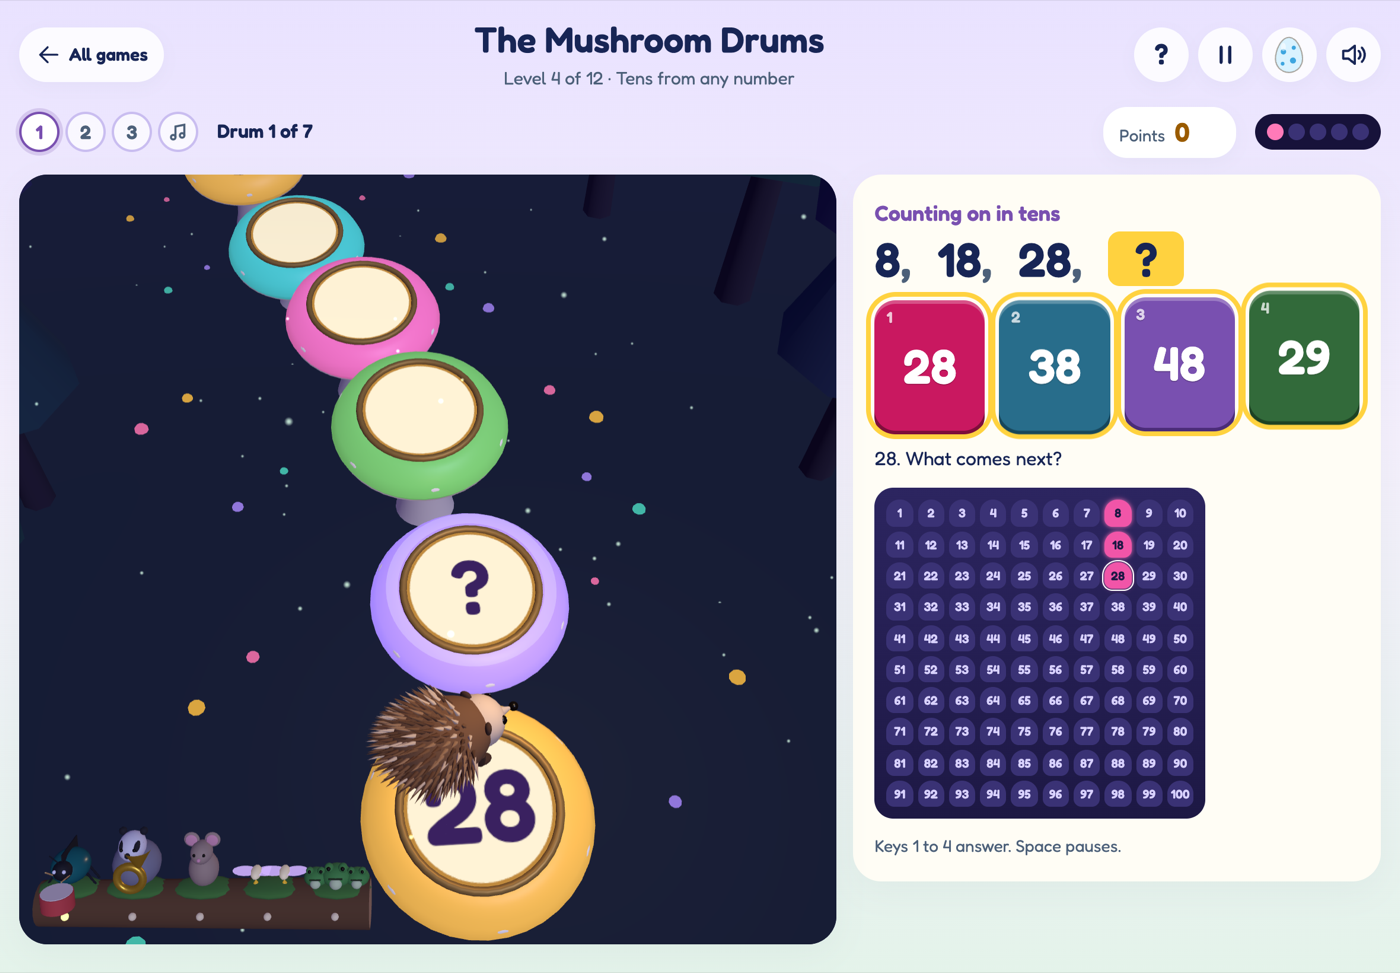 All games
The Mushroom Drums
Level 4 of 12 · Tens from any number
?
1 2 3 Drum 1 of 7
Points 0
?
28
Counting on in tens
8, 18, 28, ?
1 2 3 4
28 38 48 29
28. What comes next?
1 2 3 4 5 6 7 8 9 10
11 12 13 14 15 16 17 18 19 20
21 22 23 24 25 26 27 28 29 30
31 32 33 34 35 36 37 38 39 40
41 42 43 44 45 46 47 48 49 50
51 52 53 54 55 56 57 58 59 60
61 62 63 64 65 66 67 68 69 70
71 72 73 74 75 76 77 78 79 80
81 82 83 84 85 86 87 88 89 90
91 92 93 94 95 96 97 98 99 100
Keys 1 to 4 answer. Space pauses.